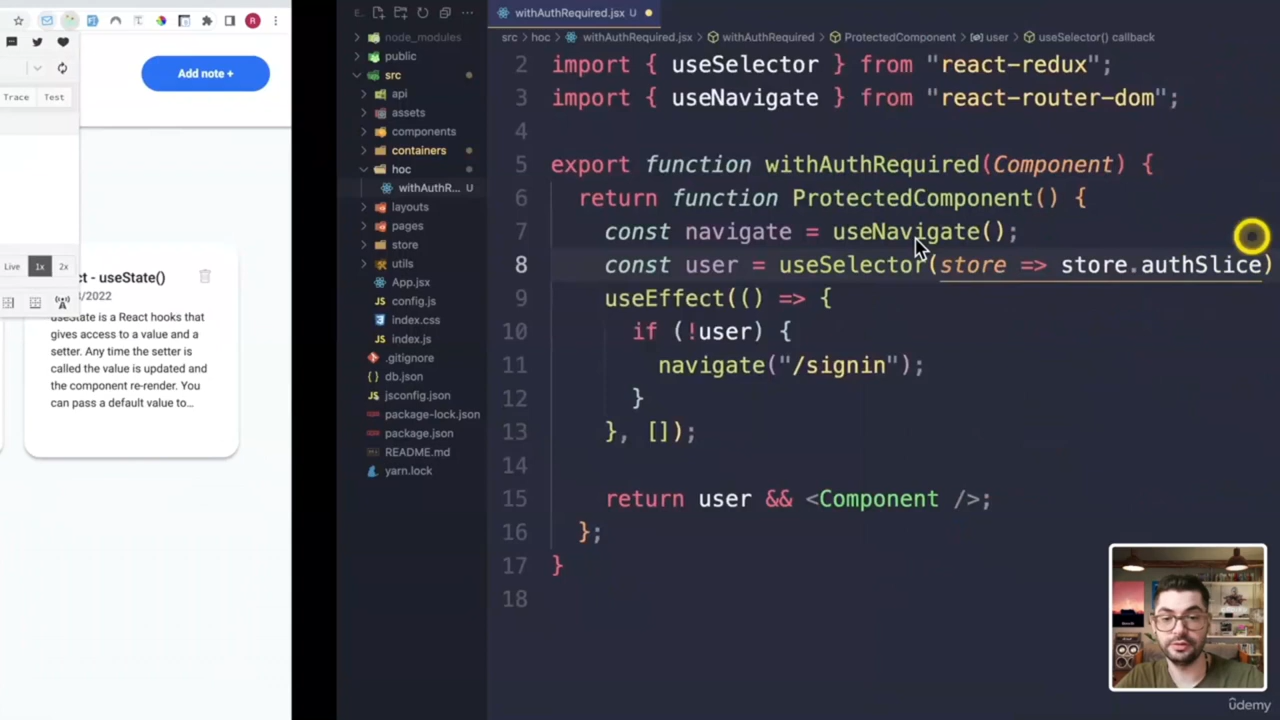 Add note +
Trace
Test
Live
1x
2x
ct - useState()
/2022
useState is a React hooks that
gives access to a value and a
setter. Any time the setter is
called the value is updated and
the component re-render. You
can pass a default value to...
E...
node_modules
public
src
api
assets
components
containers
hoc
withAuthR... U
layouts
pages
store
utils
App.jsx
config.js
index.css
index.js
.gitignore
db.json
jsconfig.json
package-lock.json
package.json
README.md
yarn.lock
withAuthRequired.jsx U
src > hoc > withAuthRequired.jsx > withAuthRequired > ProtectedComponent > user > useSelector() callback
2 import { useSelector } from "react-redux";
3 import { useNavigate } from "react-router-dom";
4
5 export function withAuthRequired(Component) {
6 return function ProtectedComponent() {
7 const navigate = useNavigate();
8 const user = useSelector(store => store.authSlice)
9 useEffect(() => {
10 if (!user) {
11 navigate("/signin");
12 }
13 }, []);
14
15 return user && <Component />;
16 };
17 }
18
ûdemy